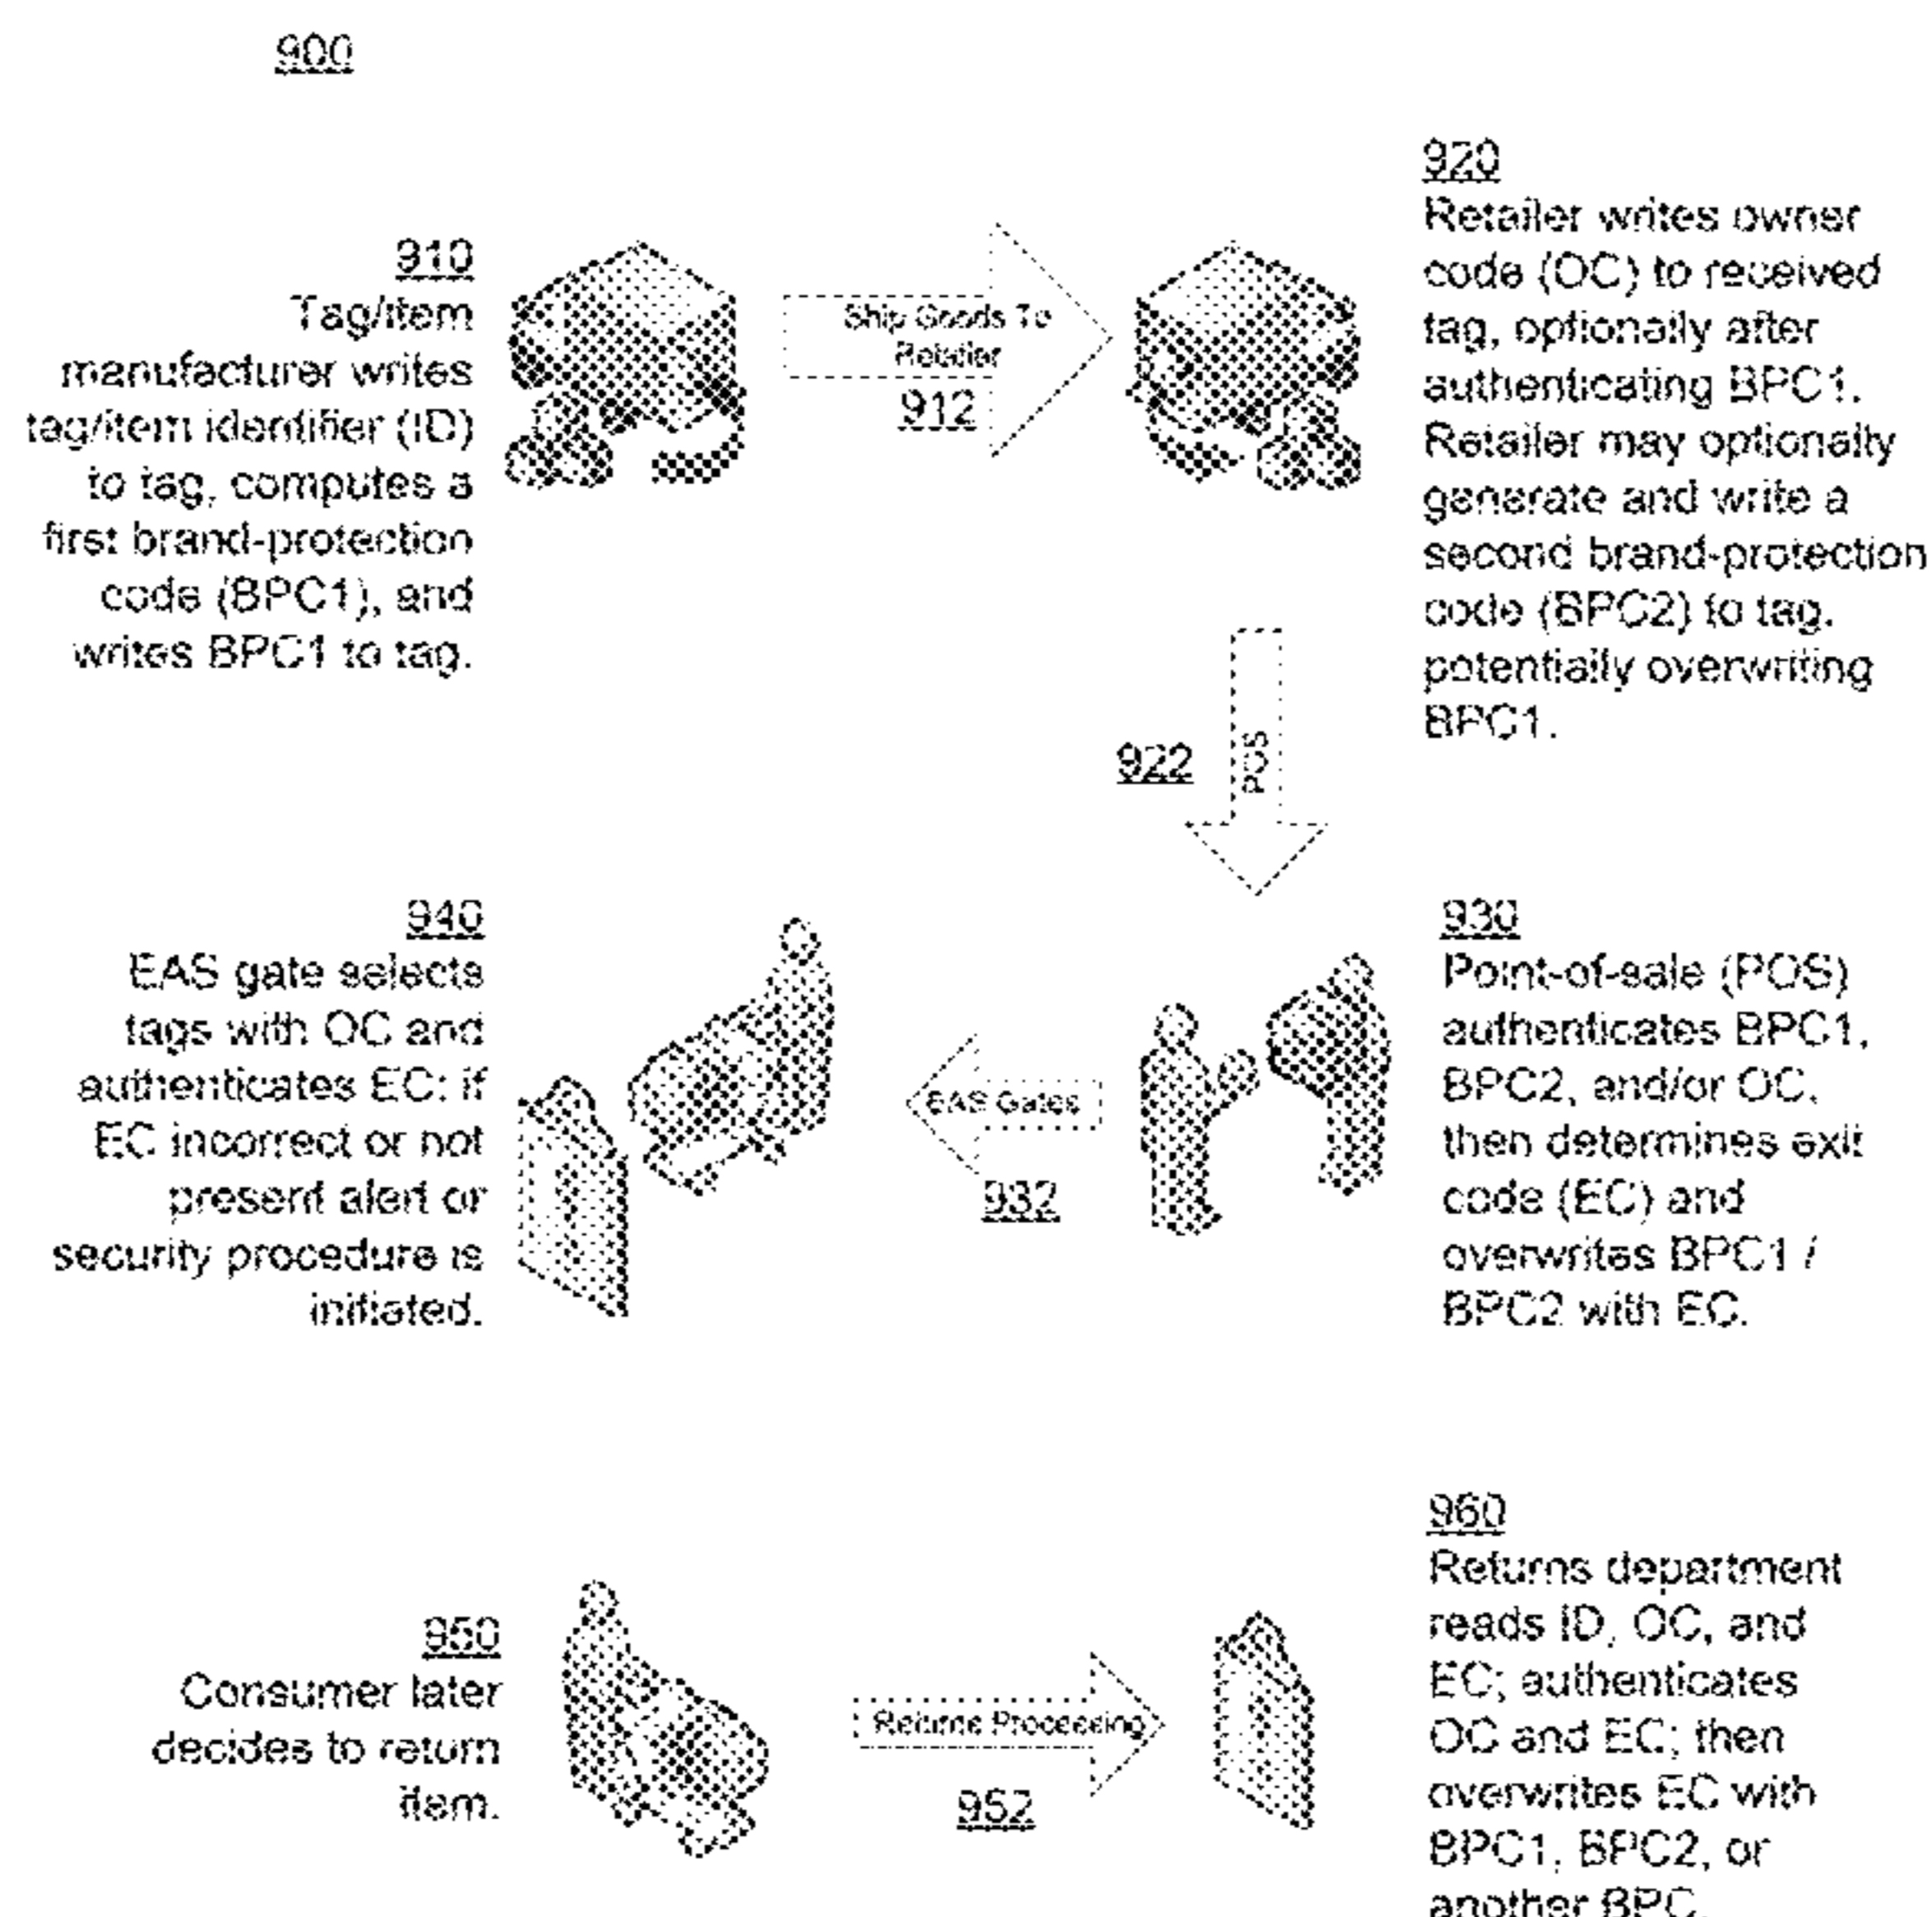 900
910
Tag/item
manufacturer writes
tag/item identifier (ID)
to tag, computes a
first brand-protection
code (BPC1), and
writes BPC1 to tag.
Ship Goods To
Retailer
912
920
Retailer writes owner
code (OC) to received
tag, optionally after
authenticating BPC1.
Retailer may optionally
generate and write a
second brand-protection
code (BPC2) to tag,
potentially overwriting
BPC1.
922
POS
930
Point-of-sale (POS)
authenticates BPC1,
BPC2, and/or OC,
then determines exit
code (EC) and
overwrites BPC1 /
BPC2 with EC.
EAS Gates
932
940
EAS gate selects
tags with OC and
authenticates EC; if
EC incorrect or not
present alert or
security procedure is
initiated.
950
Consumer later
decides to return
item.
Returns Processing
952
960
Returns department
reads ID, OC, and
EC; authenticates
OC and EC; then
overwrites EC with
BPC1, BPC2, or
another BPC.